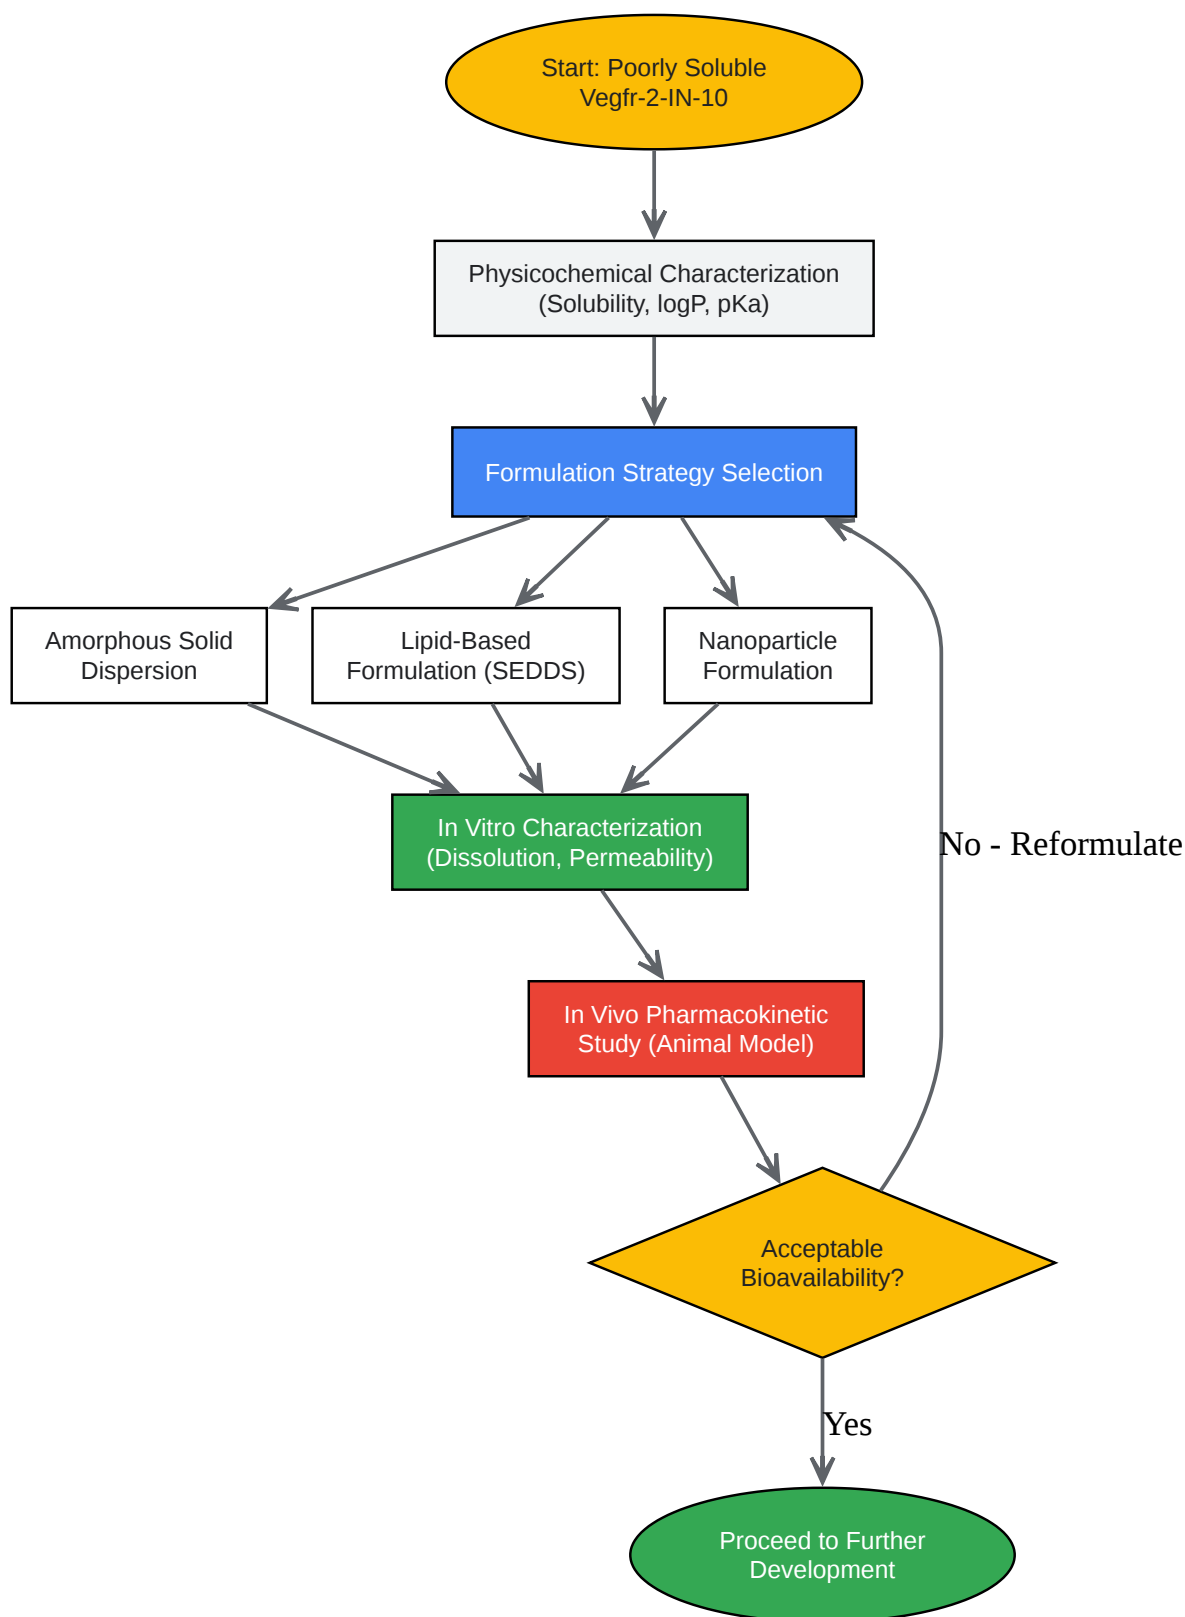 Start: Poorly Soluble
Vegfr-2-IN-10
Physicochemical Characterization
(Solubility, logP, pKa)
Formulation Strategy Selection
Amorphous Solid
Dispersion
Lipid-Based
Formulation (SEDDS)
Nanoparticle
Formulation
In Vitro Characterization
(Dissolution, Permeability)
No - Reformulate
In Vivo Pharmacokinetic
Study (Animal Model)
Acceptable
Bioavailability?
Yes
Proceed to Further
Development